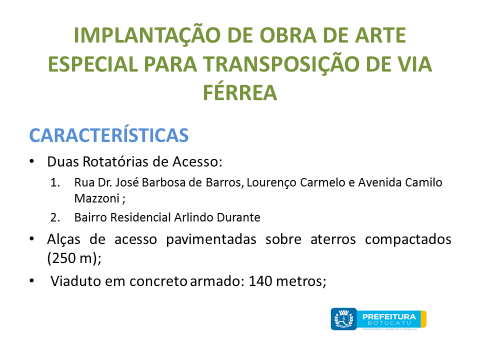 IMPLANTAÇÃO DE OBRA DE ARTE
ESPECIAL PARA TRANSPOSIÇÃO DE VIA
FÉRREA
CARACTERÍSTICAS
• Duas Rotatórias de Acesso:
1. Rua Dr. José Barbosa de Barros, Lourenço Carmelo e Avenida Camilo
Mazzoni ;
2. Bairro Residencial Arlindo Durante
• Alças de acesso pavimentadas sobre aterros compactados
(250 m);
• Viaduto em concreto armado: 140 metros;
PREFEITURA
BOTUCATU